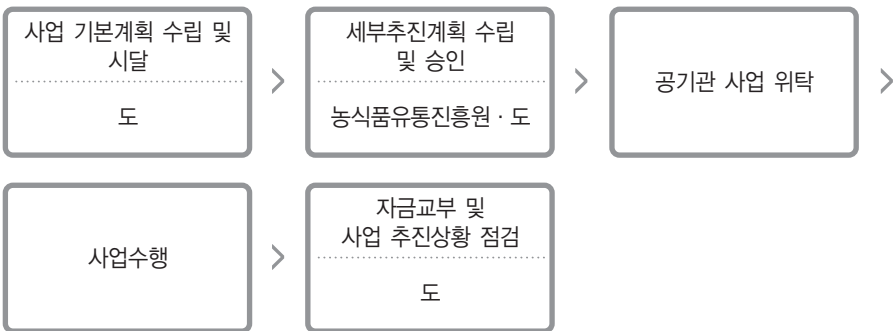 사업 기본계획 수립 및
시달
도
세부추진계획 수립
및 승인
농식품유통진흥원 · 도
공기관 사업 위탁
사업수행
자금교부 및
사업 추진상황 점검
도